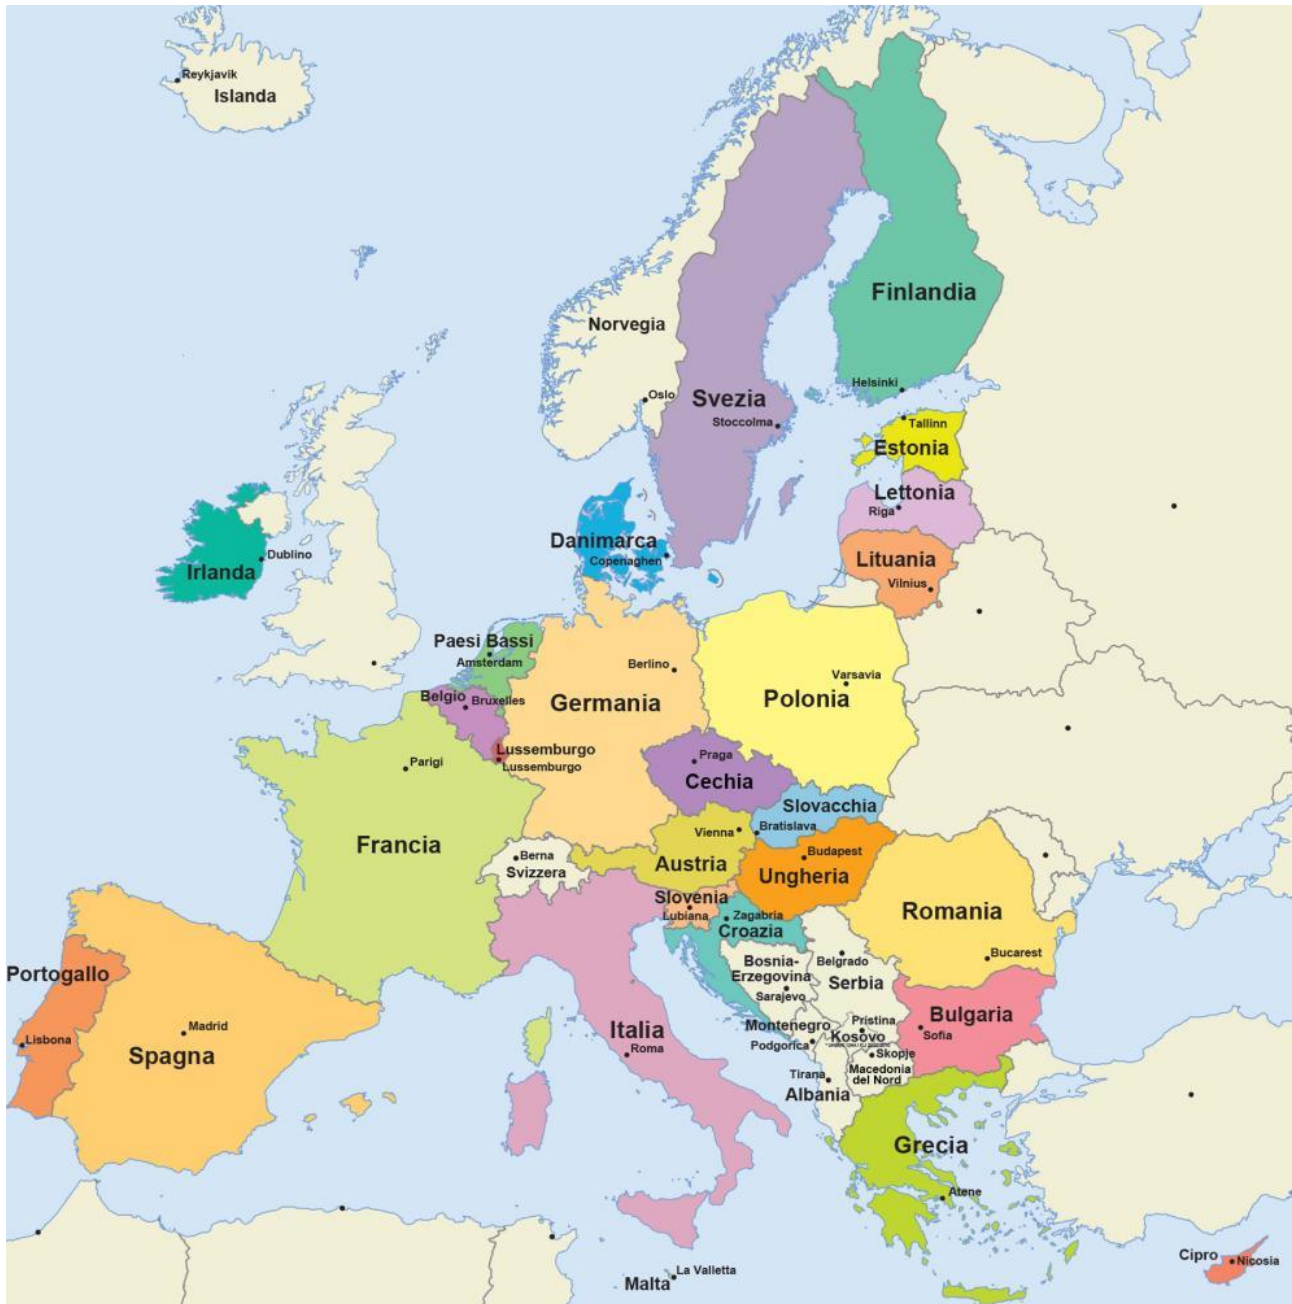 Reykjavik
Islanda
Finlandia
Norvegia
Helsinki
Oslo
Svezia
Stoccolma
Tallinn
Estonia
Lettonia
Riga
Danimarca
Copenaghen
Dublino
Irlanda
Lituania
Vilnius
Paesi Bassi
Amsterdam
Berlino
Varsavia
Belgio
Bruxelles
Germania
Polonia
Lussemburgo
Lussemburgo
Parigi
Praga
Cechia
Slovacchia
Bratislava
Vienna
Francia
Berna
Svizzera
Austria
Budapest
Ungheria
Slovenia
Lubiana
Zagabria
Croazia
Romania
Bucarest
Portogallo
Lisbona
Madrid
Spagna
Bosnia-
Erzegovina
Sarajevo
Belgrado
Serbia
Bulgaria
Sofia
Italia
Roma
Montenegro
Podgorica
Pristina
Kosovo
Skopje
Macedonia
del Nord
Tirana
Albania
Grecia
Atene
Malta
La Valletta
Cipro
Nicosia